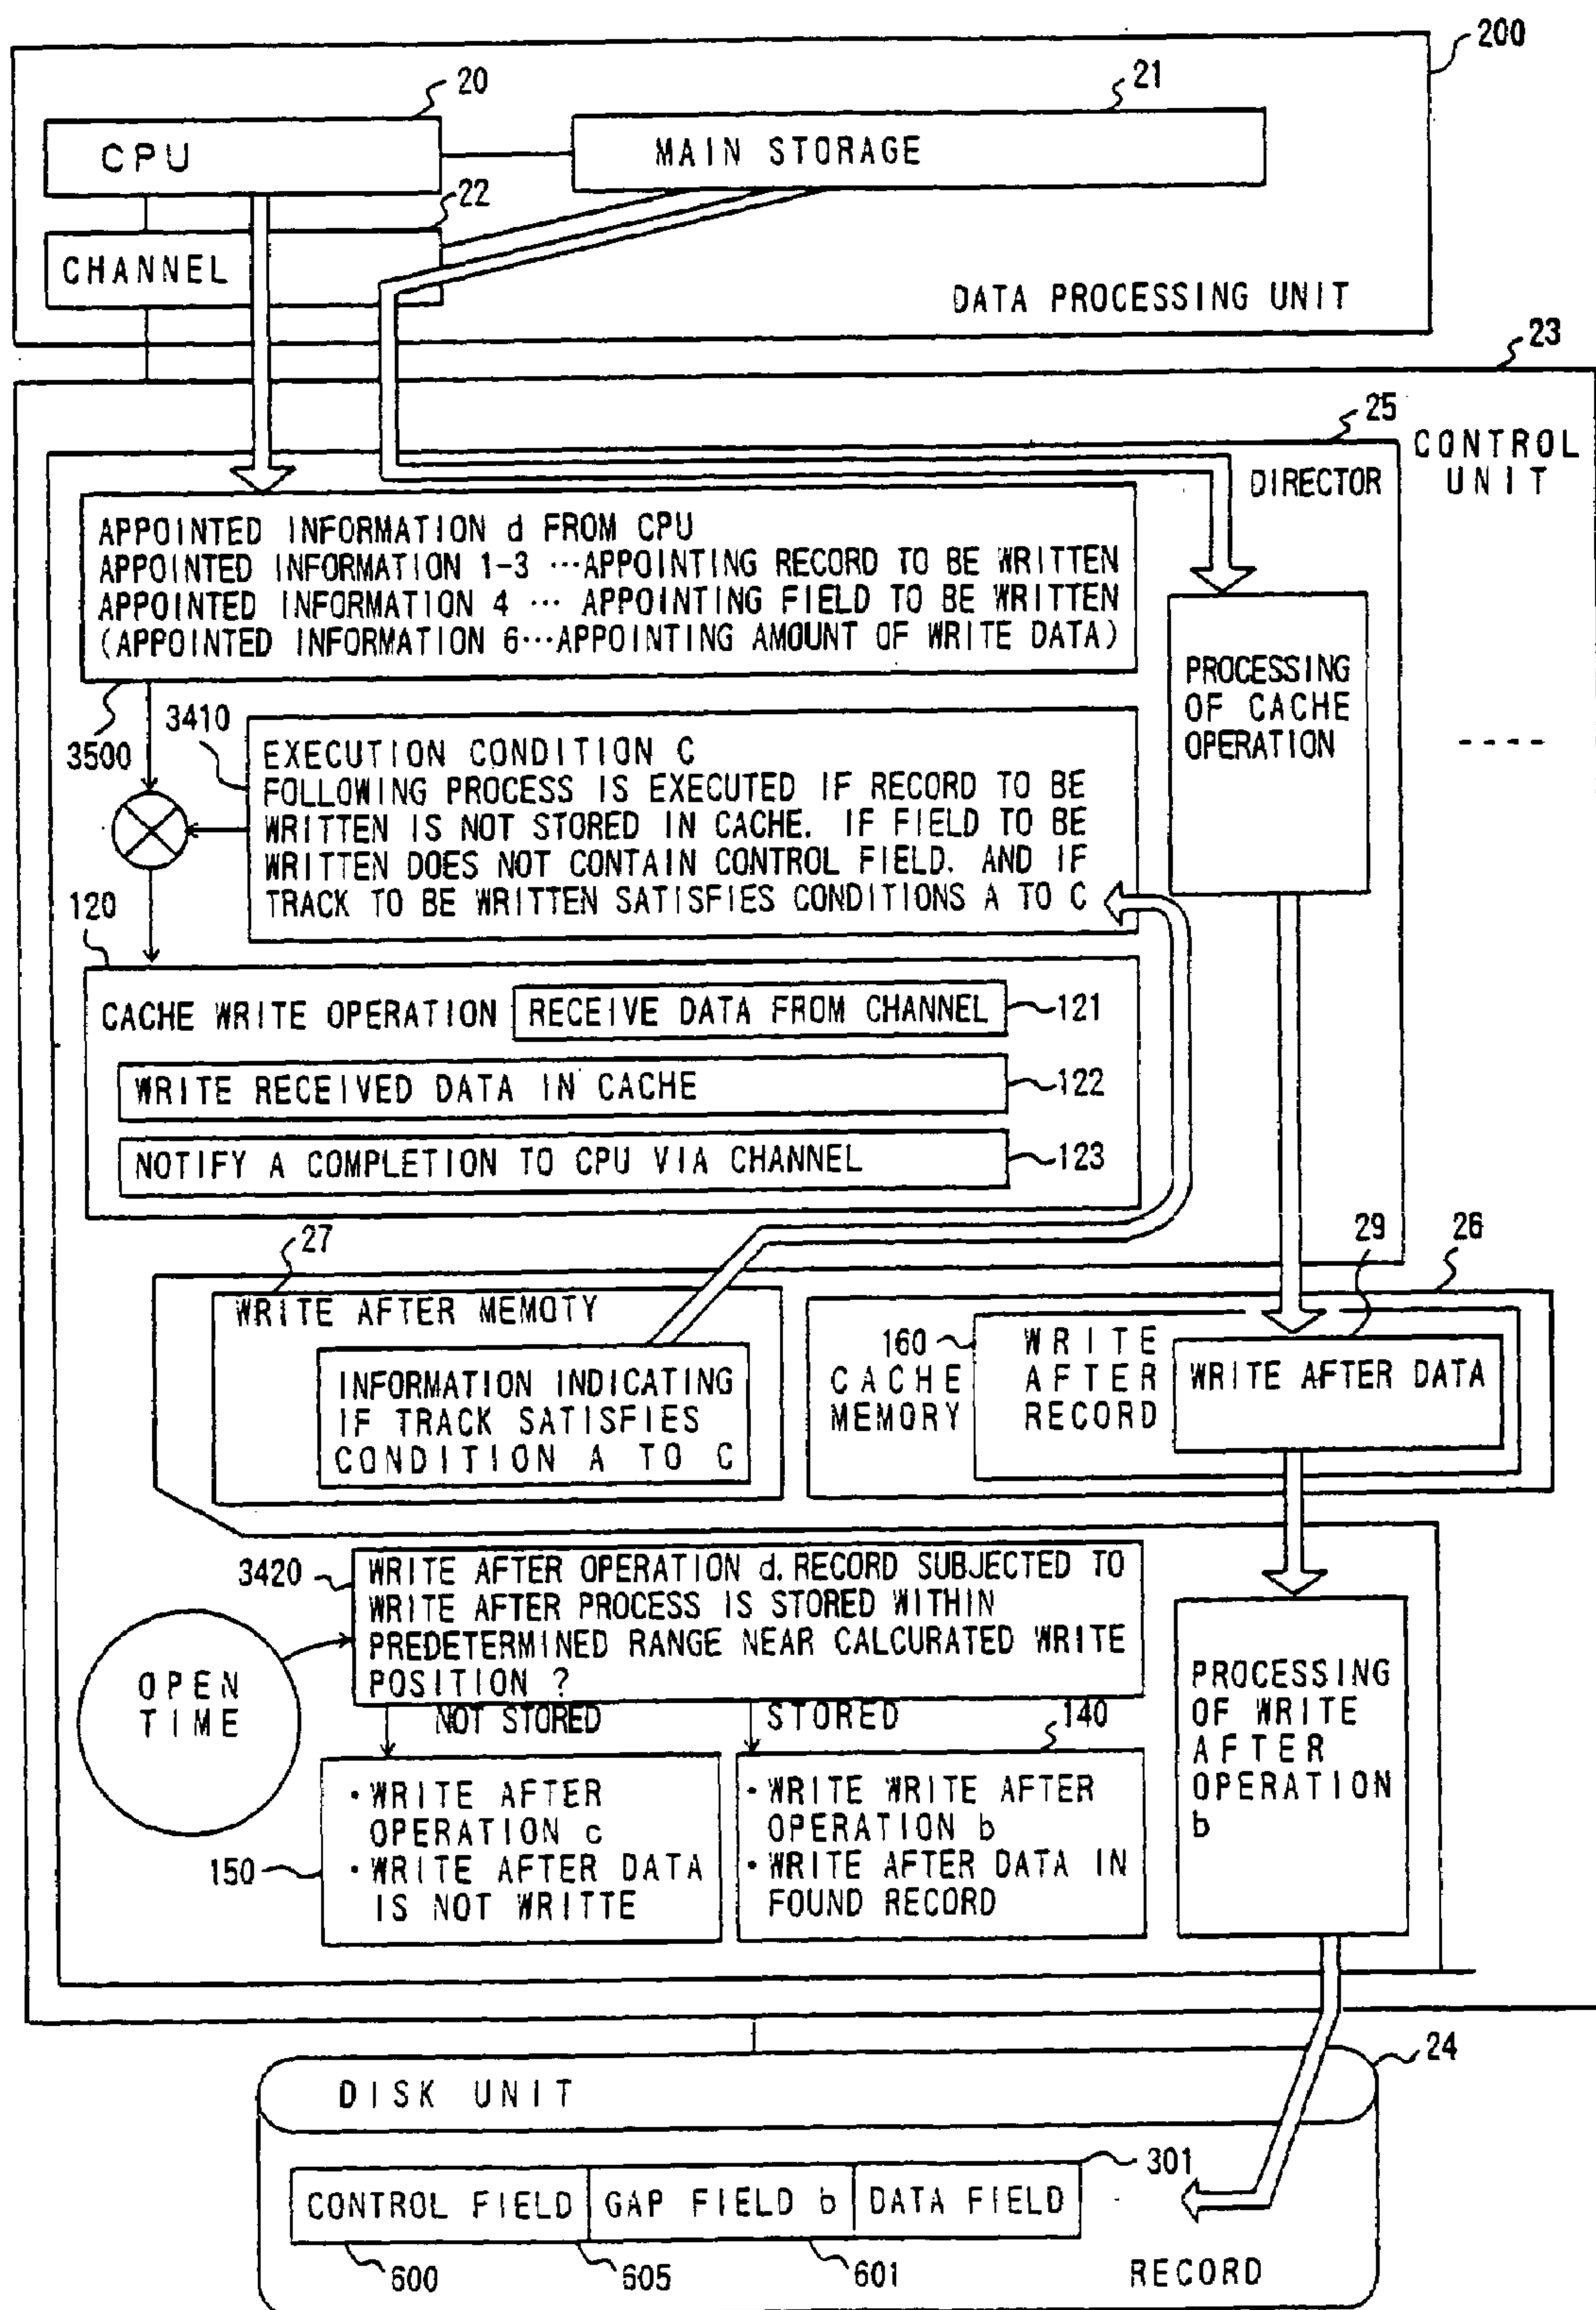 200
20
21
CPU
MAIN STORAGE
22
CHANNEL
DATA PROCESSING UNIT
23
25
CONTROL
UNIT
DIRECTOR
APPOINTED INFORMATION d FROM CPU
APPOINTED INFORMATION 1-3 ···APPOINTING RECORD TO BE WRITTEN
APPOINTED INFORMATION 4 ··· APPOINTING FIELD TO BE WRITTEN
(APPOINTED INFORMATION 6···APPOINTING AMOUNT OF WRITE DATA)
PROCESSING
OF CACHE
OPERATION
----
3500
3410
EXECUTION CONDITION C
FOLLOWING PROCESS IS EXECUTED IF RECORD TO BE
WRITTEN IS NOT STORED IN CACHE. IF FIELD TO BE
WRITTEN DOES NOT CONTAIN CONTROL FIELD. AND IF
TRACK TO BE WRITTEN SATISFIES CONDITIONS A TO C
120
CACHE WRITE OPERATION
RECEIVE DATA FROM CHANNEL
121
WRITE RECEIVED DATA IN CACHE
122
NOTIFY A COMPLETION TO CPU VIA CHANNEL
123
27
29
26
WRITE AFTER MEMOTY
INFORMATION INDICATING
IF TRACK SATISFIES
CONDITION A TO C
160
CACHE
MEMORY
WRITE
AFTER
RECORD
WRITE AFTER DATA
3420
WRITE AFTER OPERATION d. RECORD SUBJECTED TO
WRITE AFTER PROCESS IS STORED WITHIN
PREDETERMINED RANGE NEAR CALCURATED WRITE
POSITION ?
OPEN
TIME
NOT STORED
STORED
140
PROCESSING
OF WRITE
AFTER
OPERATION
b
150
·WRITE AFTER
OPERATION c
·WRITE AFTER DATA
IS NOT WRITTE
·WRITE WRITE AFTER
OPERATION b
·WRITE AFTER DATA IN
FOUND RECORD
24
DISK UNIT
301
CONTROL FIELD
GAP FIELD b
DATA FIELD
600
605
601
RECORD